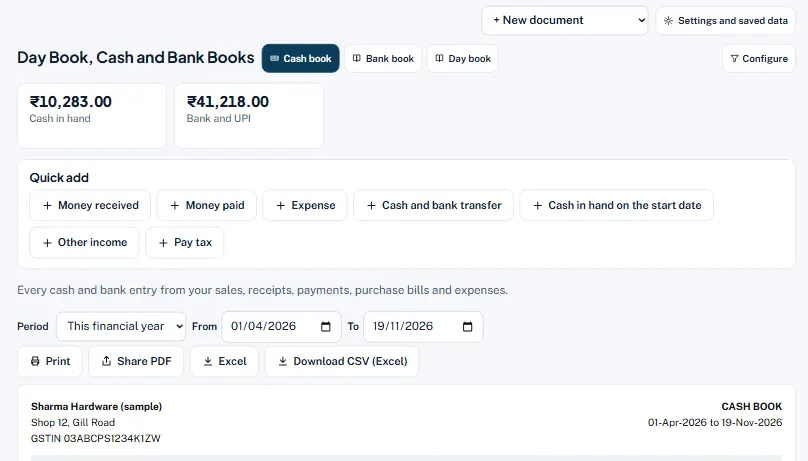 + New document
Settings and saved data
Day Book, Cash and Bank Books
Cash book
Bank book
Day book
Configure
₹10,283.00
Cash in hand
₹41,218.00
Bank and UPI
Quick add
+ Money received
+ Money paid
+ Expense
+ Cash and bank transfer
+ Cash in hand on the start date
+ Other income
+ Pay tax
Every cash and bank entry from your sales, receipts, payments, purchase bills and expenses.
Period This financial year From 01/04/2026 To 19/11/2026
Print
Share PDF
Excel
Download CSV (Excel)
Sharma Hardware (sample)
CASH BOOK
Shop 12, Gill Road
01-Apr-2026 to 19-Nov-2026
GSTIN 03ABCPS1234K1ZW